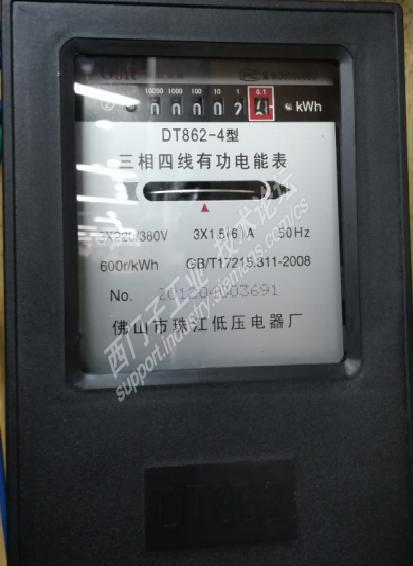 10000 1000 100 10 1 0.1
kWh
DT862-4型
三相四线有功电能表
3X220/380V 3X1.5(6)A 50Hz
600r/kWh GB/T17215.311-2008
No. 201204003691
佛山市珠江低压电器厂
DT862
西门子工业 技术论坛
support.industry.siemens.com/cs